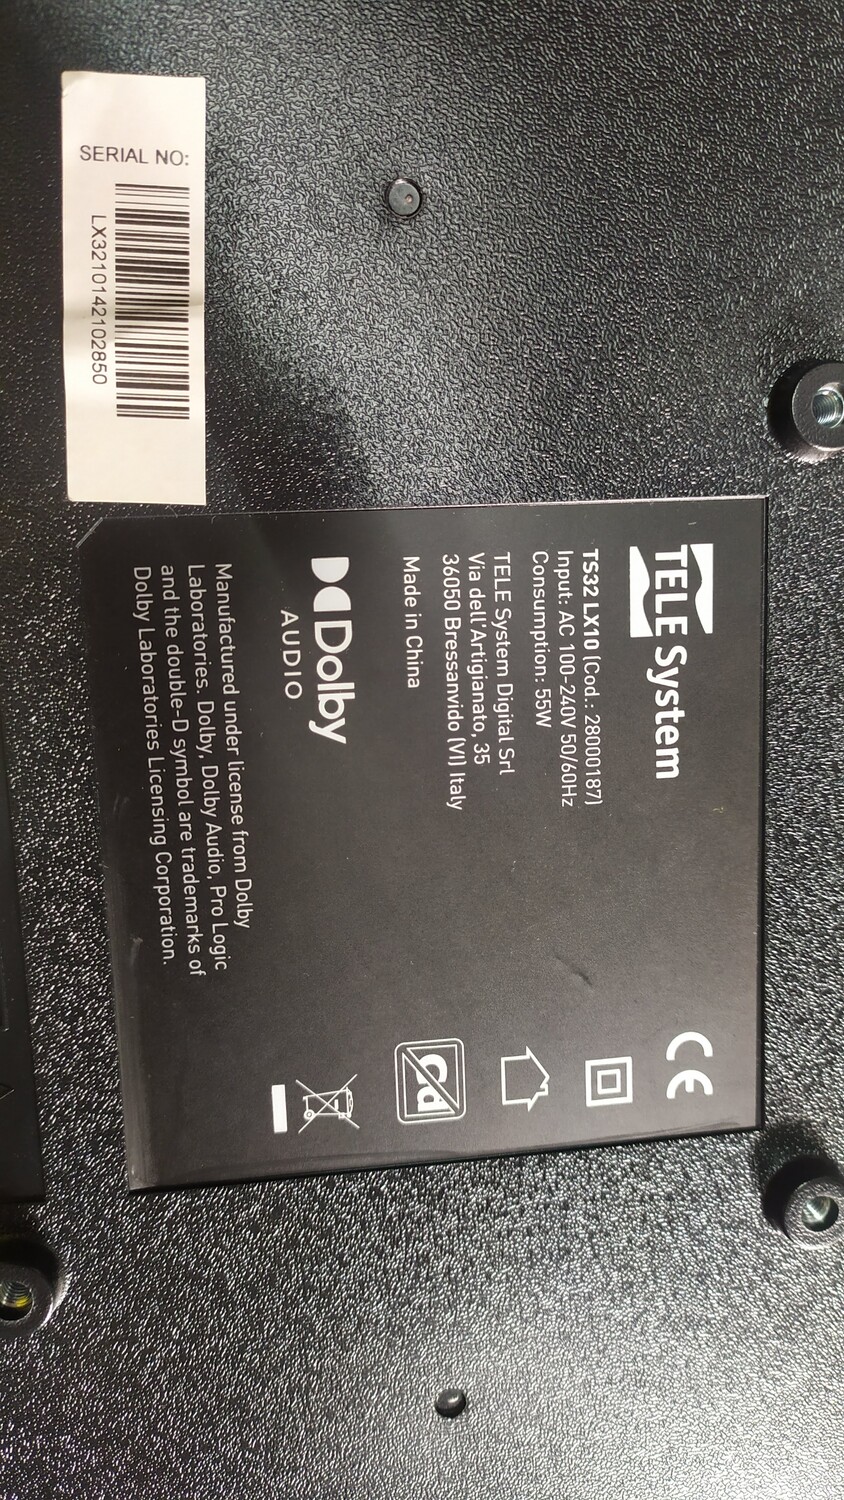 SERIAL NO:
LX3210142102850
TELE System
TS32 LX10 (Cod.: 28000187)
Input: AC 100-240V 50/60Hz
Consumption: 55W
TELE System Digital Srl
Via dell'Artigianato, 35
36050 Bressanvido (VI) Italy
Made in China
Dolby
AUDIO
Manufactured under license from Dolby
Laboratories. Dolby, Dolby Audio, Pro Logic
and the double-D symbol are trademarks of
Dolby Laboratories Licensing Corporation.
CE
Cd